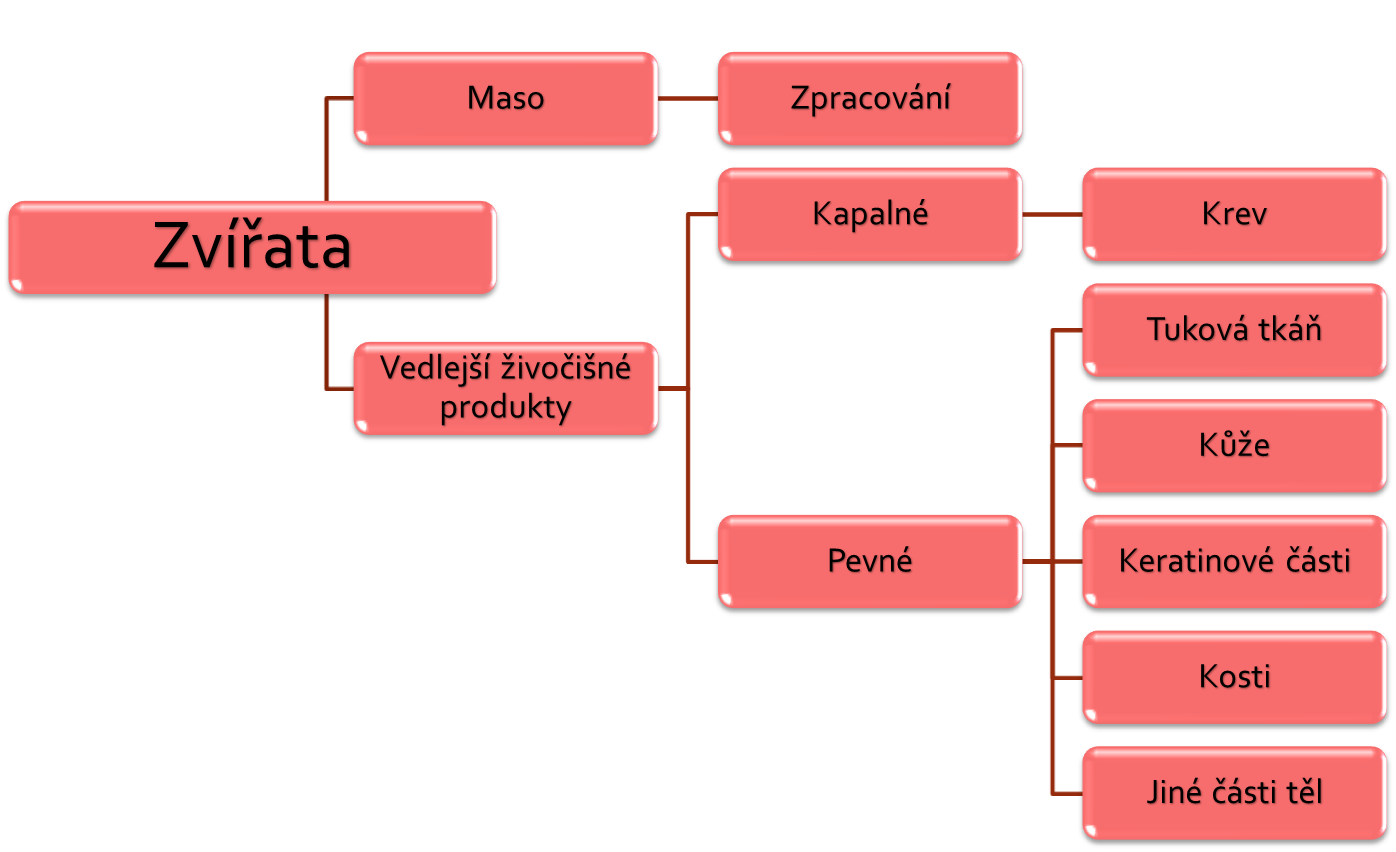 Maso
Zpracování
Kapalné
Krev
Zvířata
Tuková tkáň
Vedlejší živočišné
produkty
Kůže
Pevné
Keratinové části
Kosti
Jiné části těl